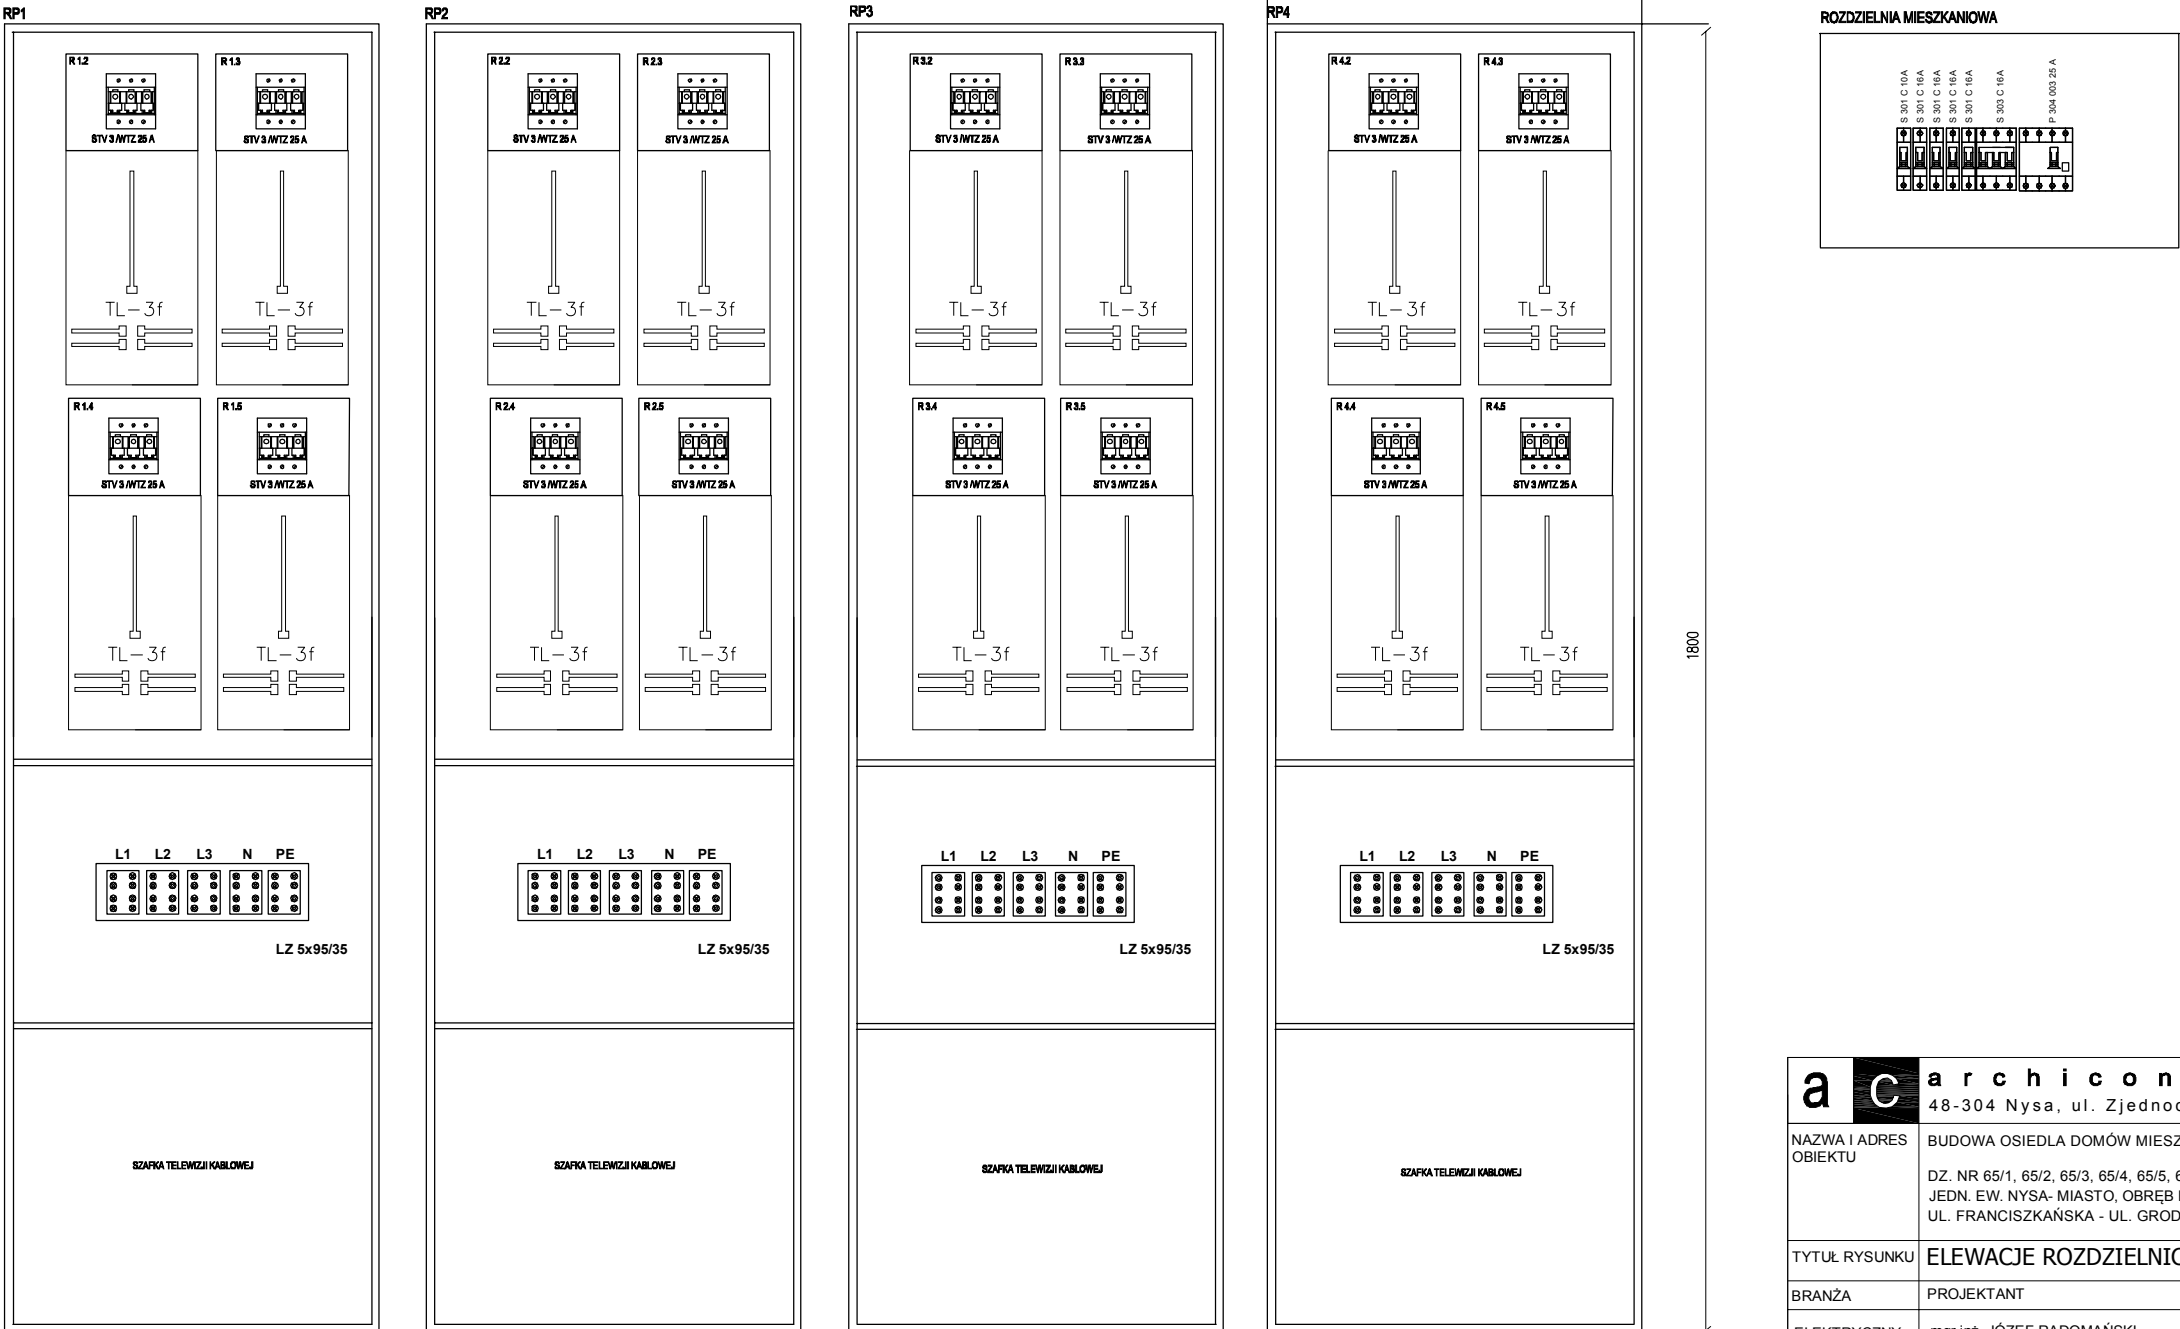 RP1
R 1.2
STV 3 /WTZ 25 A
TL-3f
R 1.3
STV 3 /WTZ 25 A
TL-3f
R 1.4
STV 3 /WTZ 25 A
TL-3f
R 1.5
STV 3 /WTZ 25 A
TL-3f
L1 L2 L3 N PE
LZ 5x95/35
SZAFKA TELEWIZJI KABLOWEJ
RP2
R 2.2
STV 3 /WTZ 25 A
TL-3f
R 2.3
STV 3 /WTZ 25 A
TL-3f
R 2.4
STV 3 /WTZ 25 A
TL-3f
R 2.5
STV 3 /WTZ 25 A
TL-3f
L1 L2 L3 N PE
LZ 5x95/35
SZAFKA TELEWIZJI KABLOWEJ
RP3
R 3.2
STV 3 /WTZ 25 A
TL-3f
R 3.3
STV 3 /WTZ 25 A
TL-3f
R 3.4
STV 3 /WTZ 25 A
TL-3f
R 3.5
STV 3 /WTZ 25 A
TL-3f
L1 L2 L3 N PE
LZ 5x95/35
SZAFKA TELEWIZJI KABLOWEJ
RP4
R 4.2
STV 3 /WTZ 25 A
TL-3f
R 4.3
STV 3 /WTZ 25 A
TL-3f
R 4.4
STV 3 /WTZ 25 A
TL-3f
R 4.5
STV 3 /WTZ 25 A
TL-3f
L1 L2 L3 N PE
LZ 5x95/35
SZAFKA TELEWIZJI KABLOWEJ
1800
ROZDZIELNIA MIESZKANIOWA
S 301 C 10A
S 301 C 16A
S 301 C 16A
S 301 C 16A
S 301 C 16A
S 303 C 16A
P 304 003 25 A
a c
archicon
48-304 Nysa, ul. Zjednoc
NAZWA I ADRES
OBIEKTU
BUDOWA OSIEDLA DOMÓW MIESZ
DZ. NR 65/1, 65/2, 65/3, 65/4, 65/5, 6
JEDN. EW. NYSA- MIASTO, OBRĘB
UL. FRANCISZKAŃSKA - UL. GROD
TYTUŁ RYSUNKU
ELEWACJE ROZDZIELNIC
BRANŻA
PROJEKTANT
ELEKTRYCZNY
mgr inż. JÓZEF RADOMAŃSKI